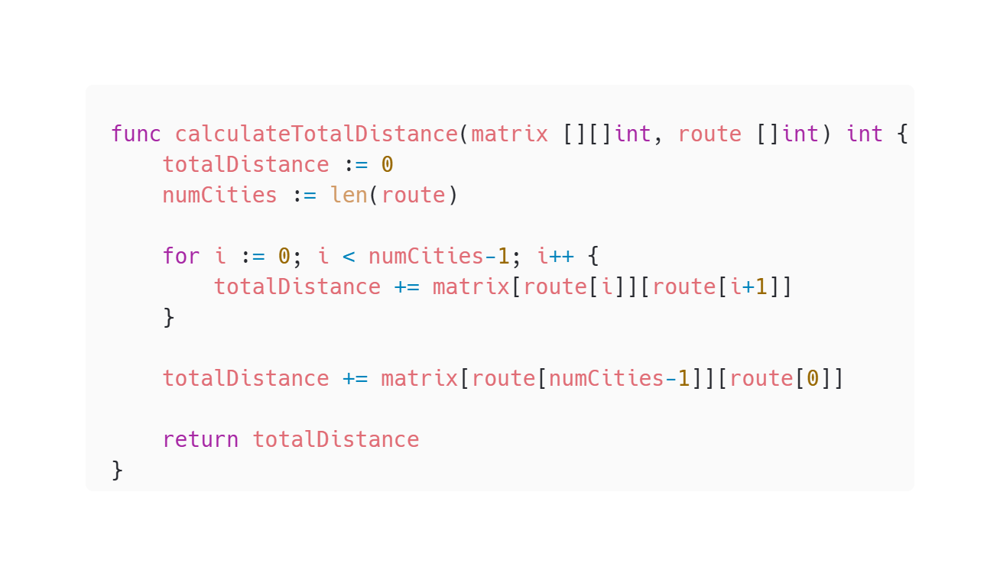 func calculateTotalDistance(matrix [][]int, route []int) int {
    totalDistance := 0
    numCities := len(route)

    for i := 0; i < numCities-1; i++ {
        totalDistance += matrix[route[i]][route[i+1]]
    }

    totalDistance += matrix[route[numCities-1]][route[0]]

    return totalDistance
}